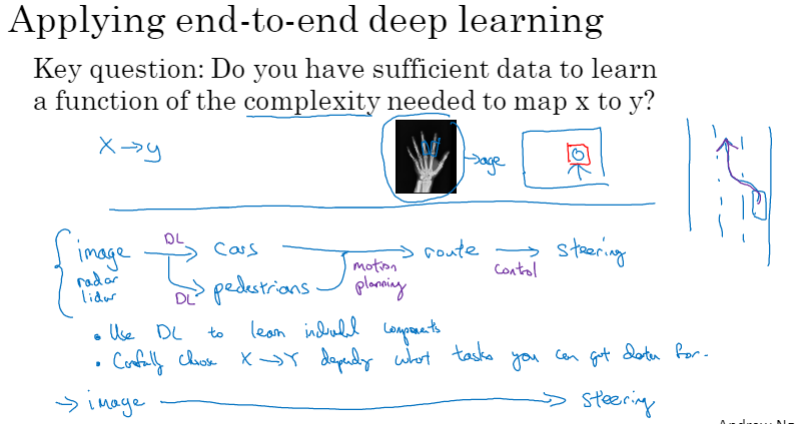 Applying end-to-end deep learning
Key question: Do you have sufficient data to learn
a function of the complexity needed to map x to y?
X → y
→ age
image DL → cars → route → steering
radar
lidar
DL → pedestrians motion planning control
• Use DL to learn individual components
• Carefully choose X → Y depending what tasks you can get data for.
→ image → steering